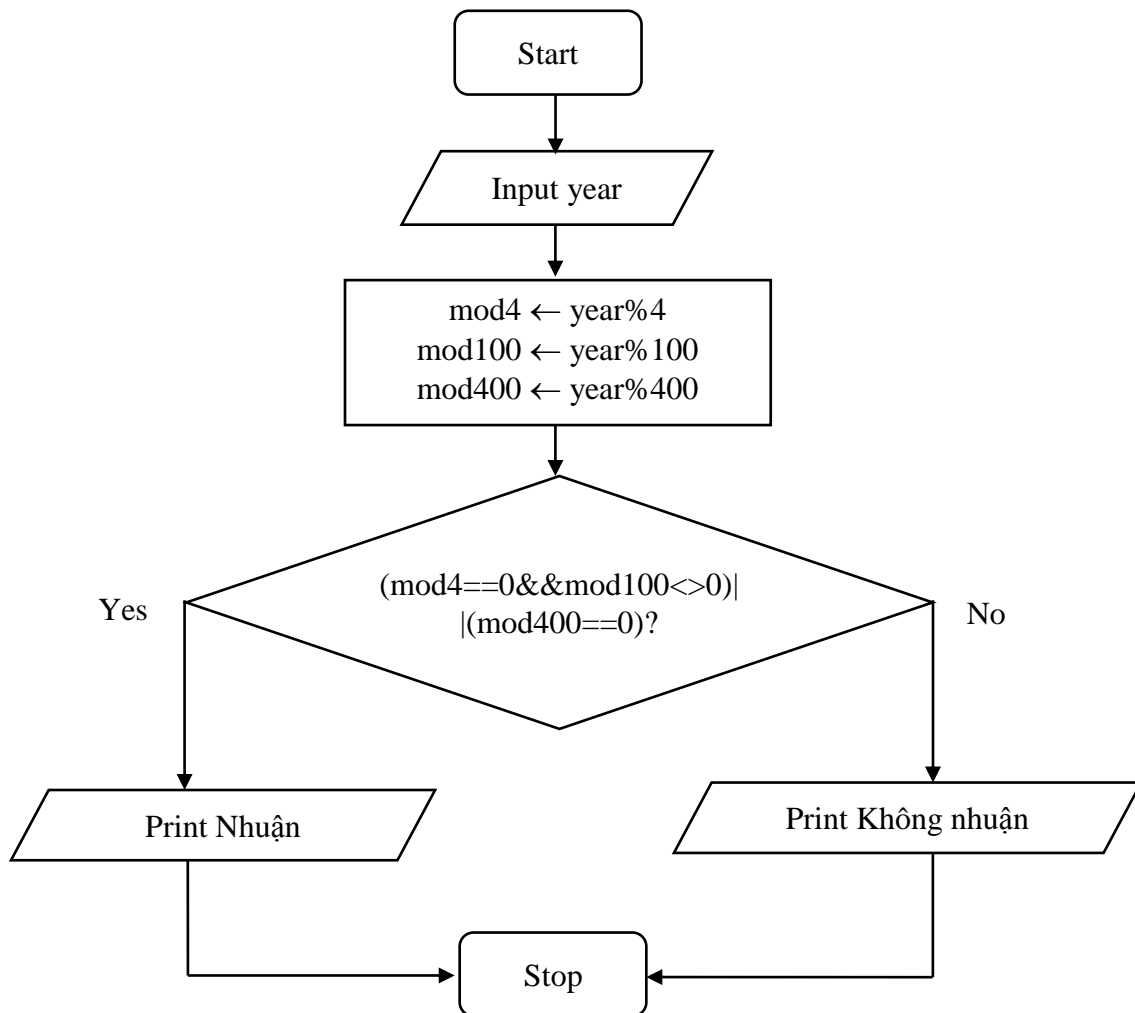 Start
Input year
mod4 ← year%4
mod100 ← year%100
mod400 ← year%400
(mod4==0&&mod100<>0)|
|(mod400==0)?
Yes
No
Print Nhuận
Print Không nhuận
Stop